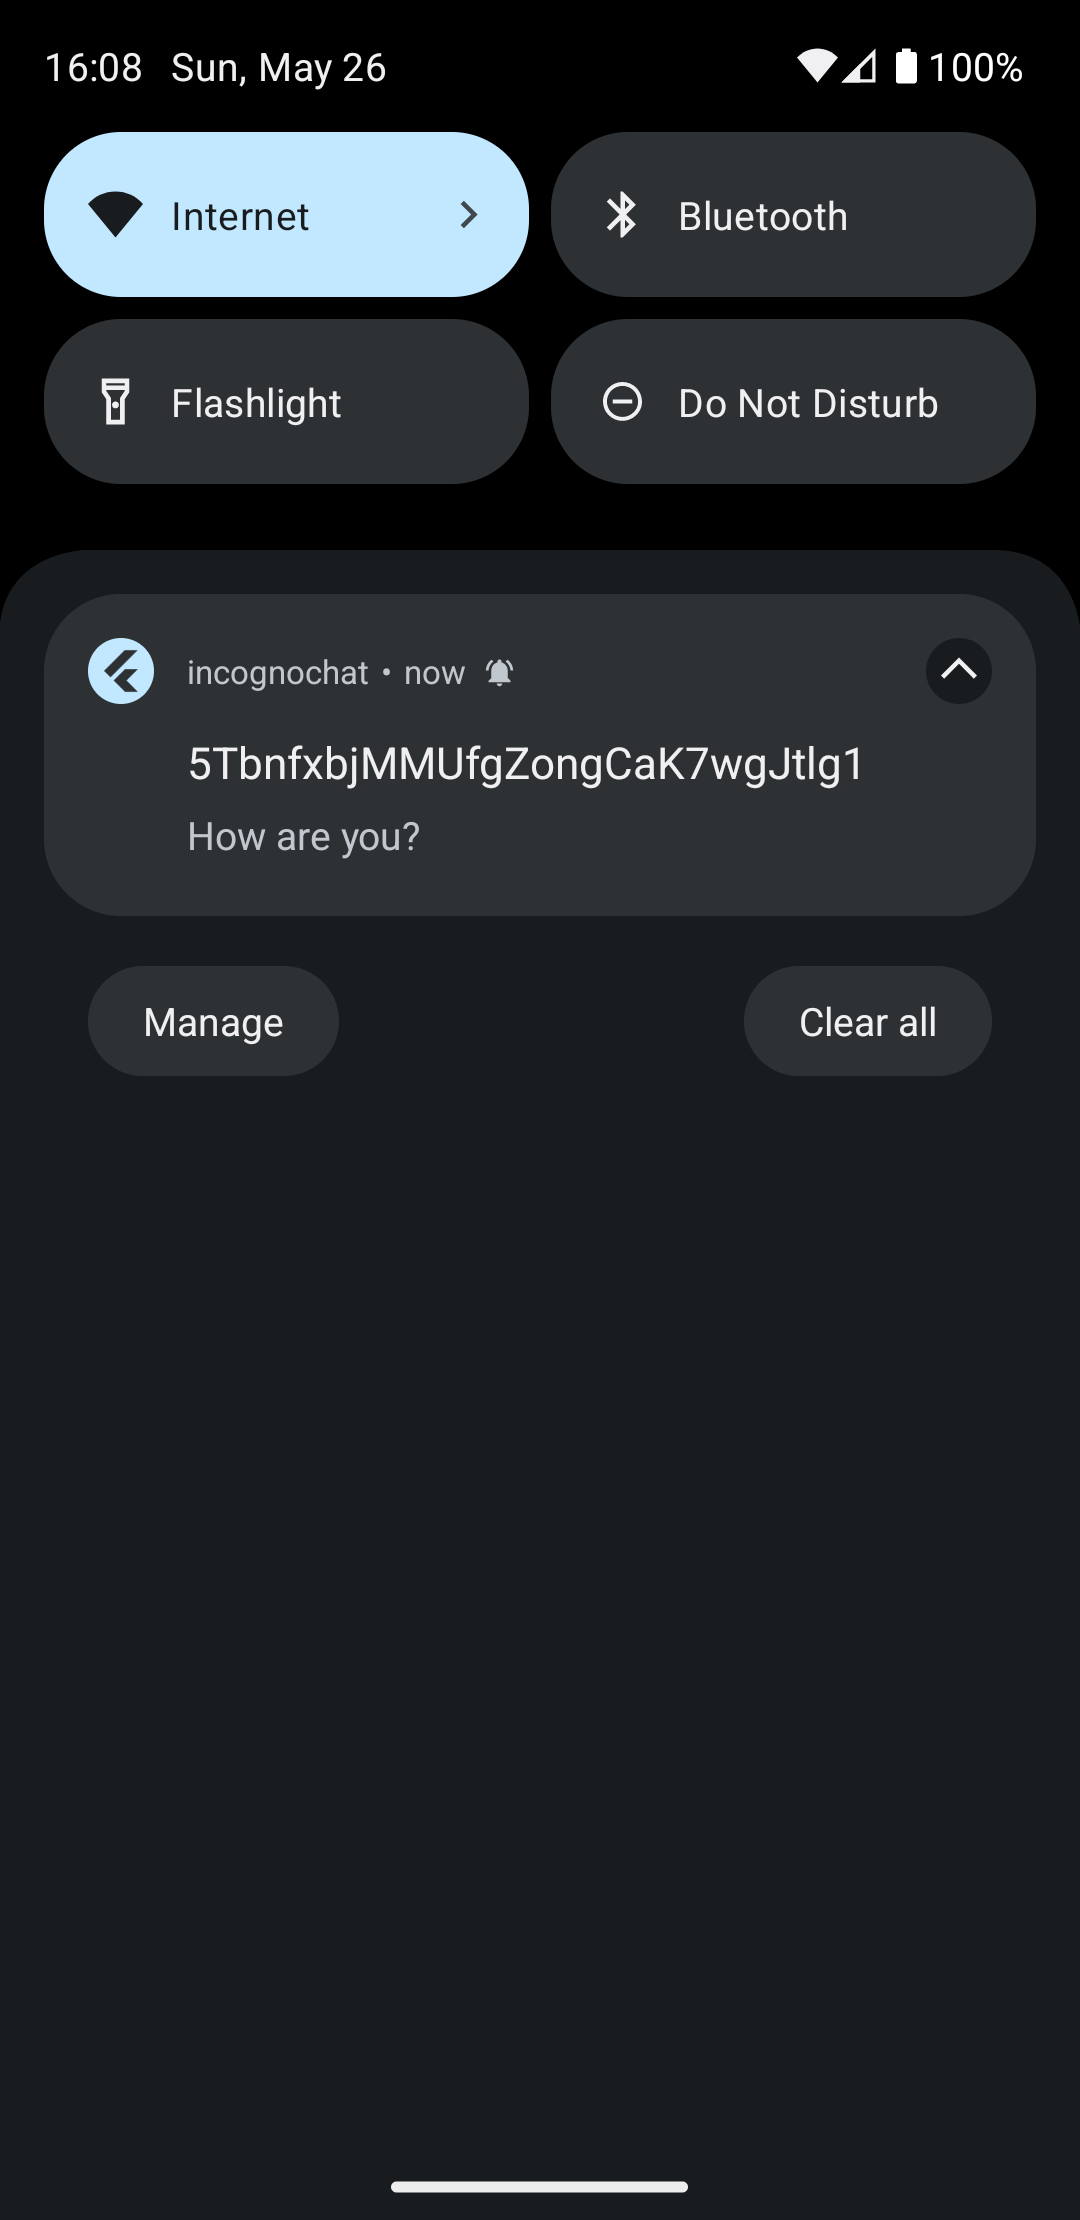 16:08 Sun, May 26 100%
Internet
Bluetooth
Flashlight
Do Not Disturb
incognochat • now
5TbnfxbjMMUfgZongCaK7wgJtlg1
How are you?
Manage
Clear all